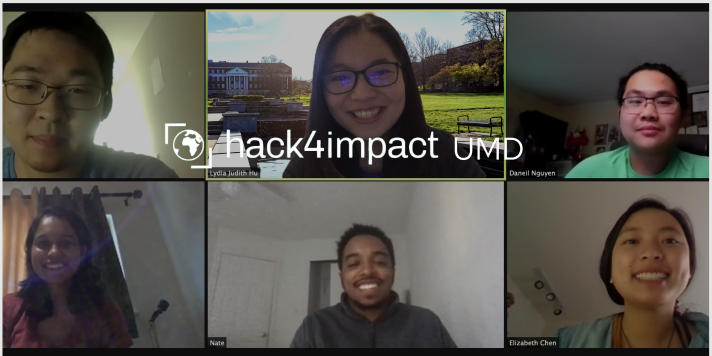 hack4impact UMD
Lydia Judith Hu
Daneil Nguyen
Nate
Elizabeth Chen